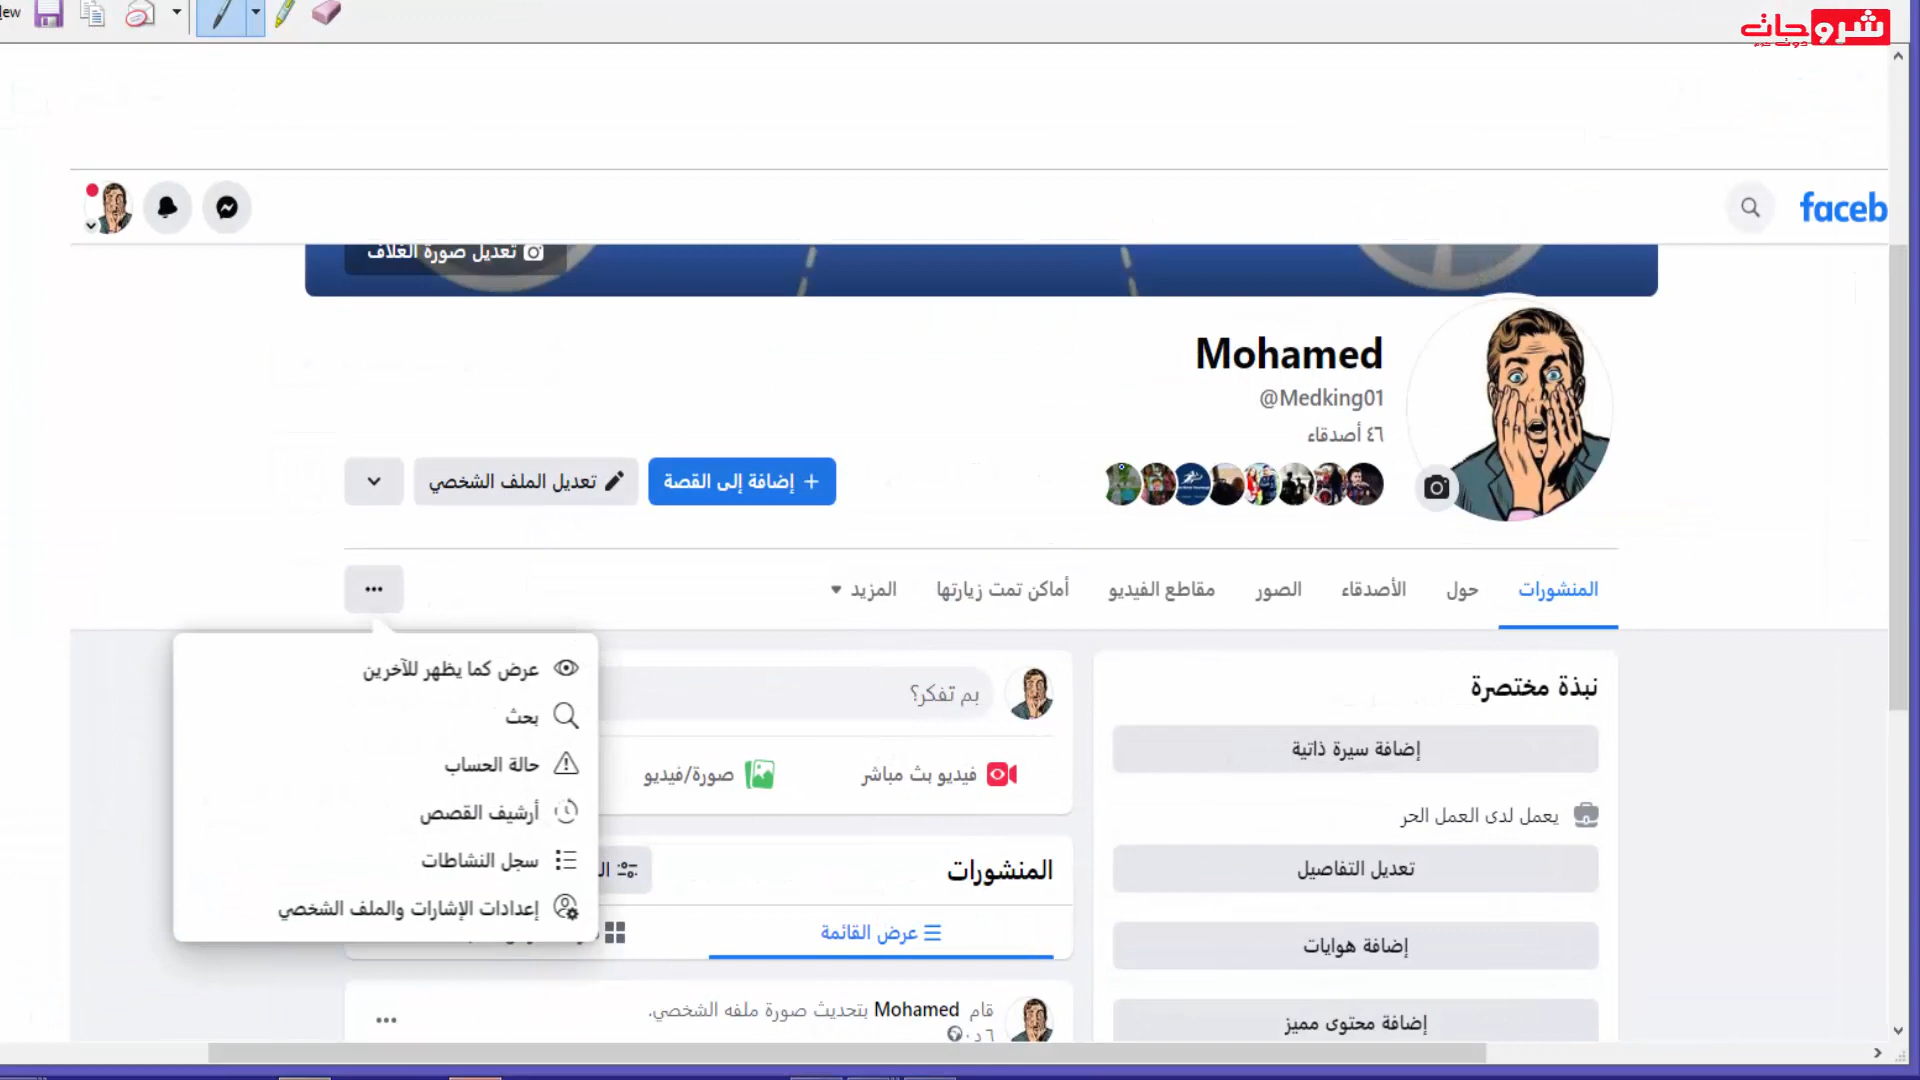 شروحات
faceb
تعديل صورة الغلاف
Mohamed
@Medking01
٤٦ أصدقاء
إضافة إلى القصة
تعديل الملف الشخصي
المنشورات
حول
الأصدقاء
الصور
مقاطع الفيديو
أماكن تمت زيارتها
المزيد
عرض كما يظهر للآخرين
بحث
حالة الحساب
أرشيف القصص
سجل النشاطات
إعدادات الإشارات والملف الشخصي
نبذة مختصرة
إضافة سيرة ذاتية
يعمل لدى العمل الحر
تعديل التفاصيل
إضافة هوايات
إضافة محتوى مميز
بم تفكر؟
فيديو بث مباشر
صورة/فيديو
المنشورات
عرض القائمة
قام Mohamed بتحديث صورة ملفه الشخصي.
٦ د ·